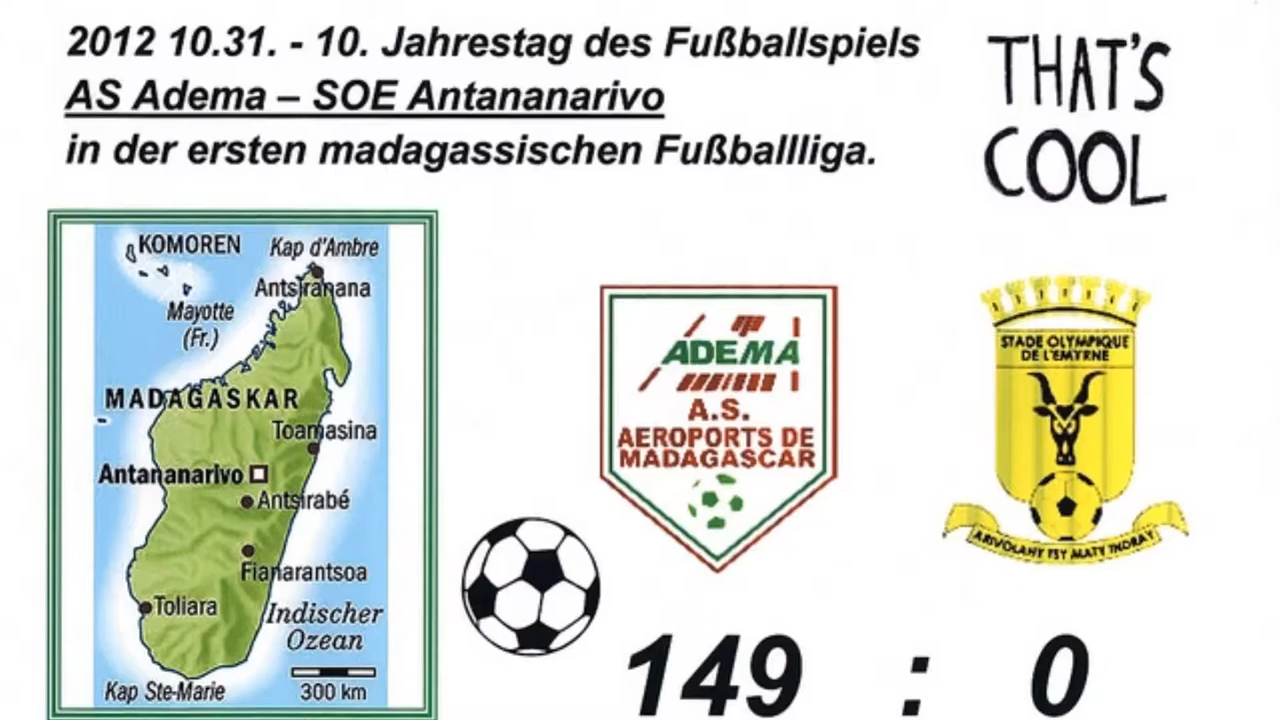 2012 10.31. - 10. Jahrestag des Fußballspiels
AS Adema – SOE Antananarivo
in der ersten madagassischen Fußballliga.
THAT'S
COOL
KOMOREN
Kap d'Ambre
Antsiranana
Mayotte
(Fr.)
MADAGASKAR
Toamasina
Antananarivo
Antsirabé
Fianarantsoa
Toliara
Indischer
Ozean
Kap Ste-Marie
300 km
ADEMA
A.S.
AEROPORTS DE
MADAGASCAR
STADE OLYMPIQUE
DE L'EMYRNE
ARIVOLAHY TSY MATY INDRAY
149 : 0